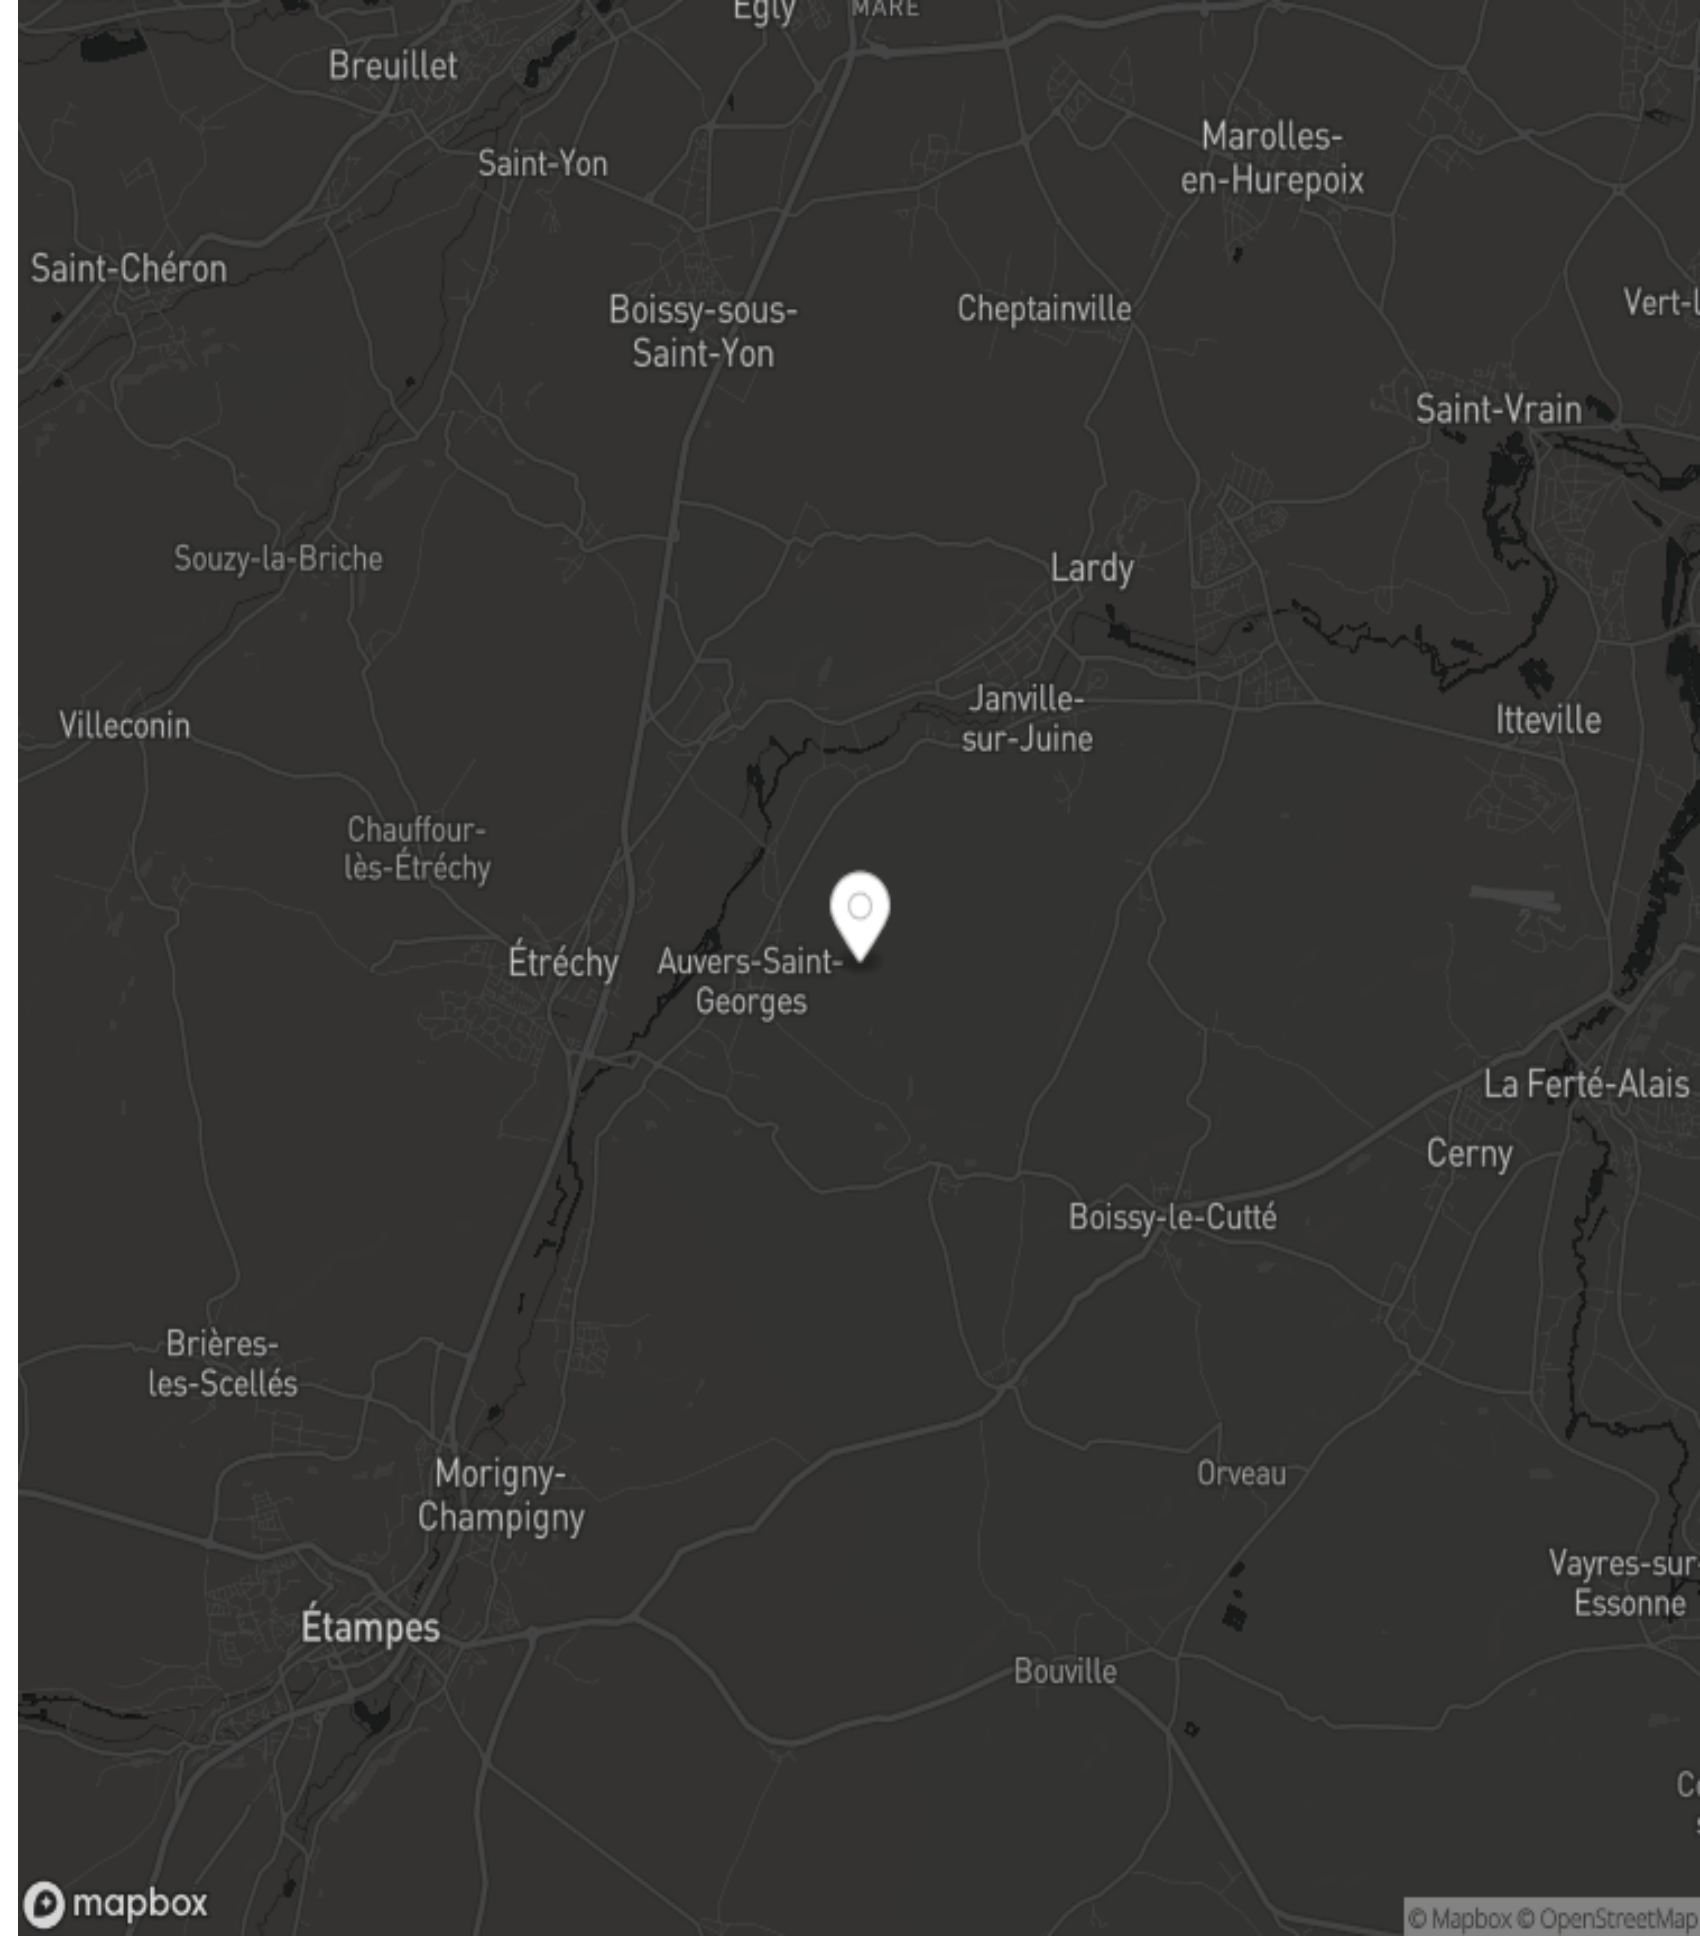 Egly
MARE
Breuillet
Marolles-
en-Hurepoix
Saint-Yon
Saint-Chéron
Boissy-sous-
Saint-Yon
Cheptainville
Vert-l
Saint-Vrain
Souzy-la-Briche
Lardy
Janville-
sur-Juine
Villeconin
Itteville
Chauffour-
lès-Étréchy
Étréchy
Auvers-Saint-
Georges
La Ferté-Alais
Cerny
Boissy-le-Cutté
Brières-
les-Scellés
Morigny-
Champigny
Orveau
Vayres-sur-
Essonne
Étampes
Bouville
mapbox
© Mapbox © OpenStreetMap